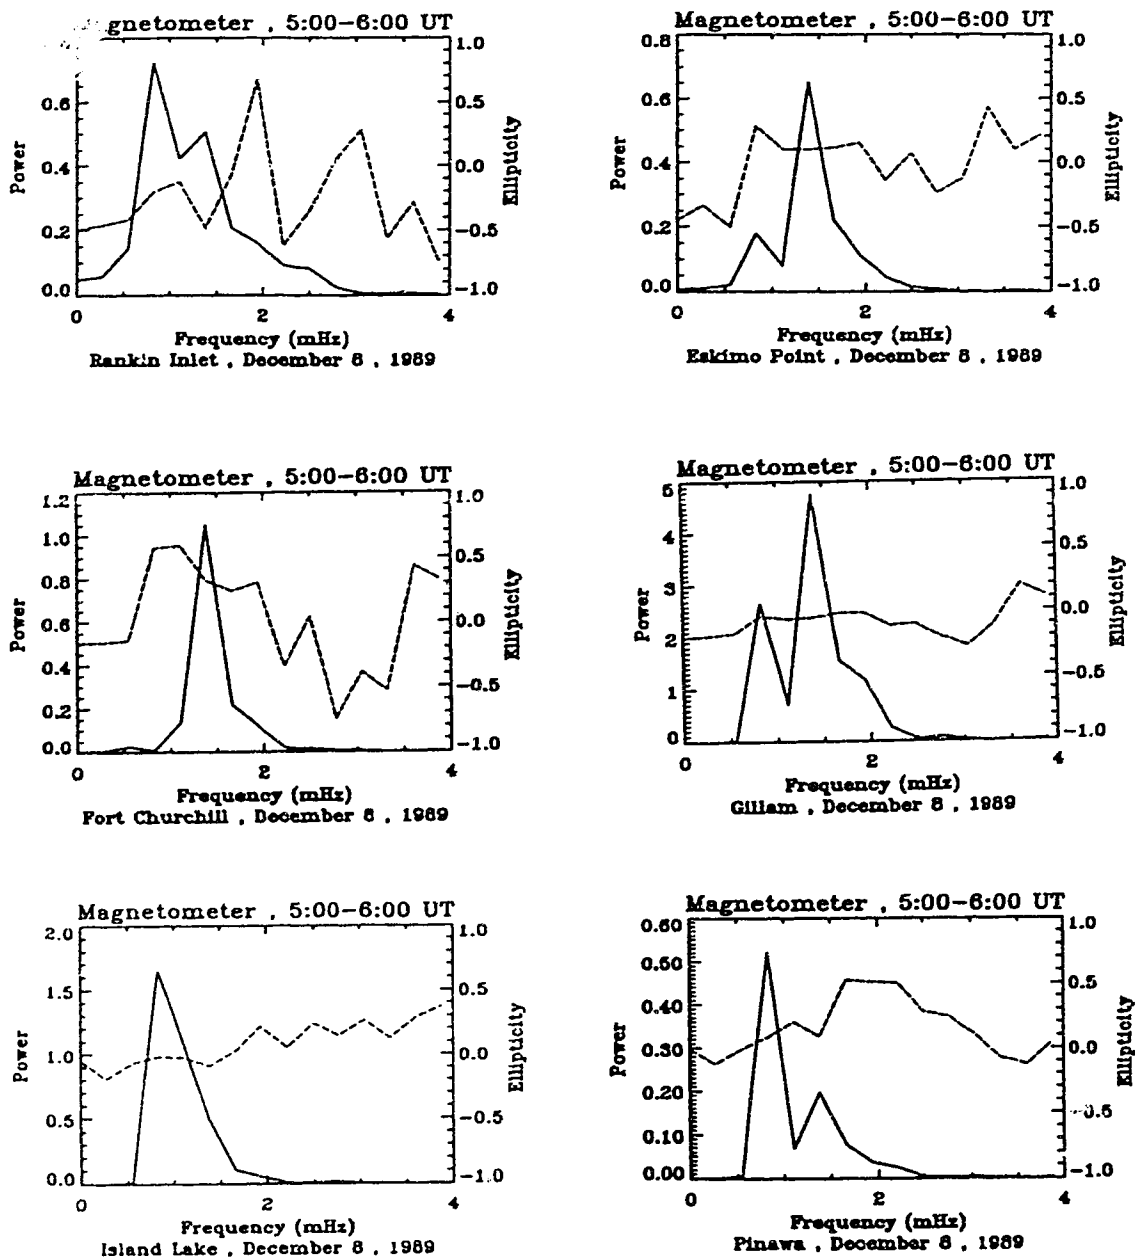 gnetometer , 5:00-6:00 UT
Power
0.6
0.4
0.2
0.0
1.0
0.5
0.0
-0.5
-1.0
Ellipticity
0 2 4
Frequency (mHz)
Rankin Inlet , December 8 , 1989
Magnetometer , 5:00-6:00 UT
Power
0.8
0.6
0.4
0.2
0.0
1.0
0.5
0.0
-0.5
-1.0
Ellipticity
0 2 4
Frequency (mHz)
Eskimo Point , December 8 , 1989
Magnetometer , 5:00-6:00 UT
Power
1.2
1.0
0.8
0.6
0.4
0.2
0.0
1.0
0.5
0.0
-0.5
-1.0
Ellipticity
0 2 4
Frequency (mHz)
Fort Churchill , December 8 , 1989
Magnetometer , 5:00-6:00 UT
Power
5
4
3
2
1
0
1.0
0.5
0.0
-0.5
-1.0
Ellipticity
0 2 4
Frequency (mHz)
Gillam , December 8 , 1989
Magnetometer , 5:00-6:00 UT
Power
2.0
1.5
1.0
0.5
0.0
1.0
0.5
0.0
-0.5
-1.0
Ellipticity
0 2 4
Frequency (mHz)
Island Lake , December 8 , 1989
Magnetometer , 5:00-6:00 UT
Power
0.60
0.50
0.40
0.30
0.20
0.10
0.00
1.0
0.5
0.0
-0.5
-1.0
Ellipticity
0 2 4
Frequency (mHz)
Pinawa , December 8 , 1989